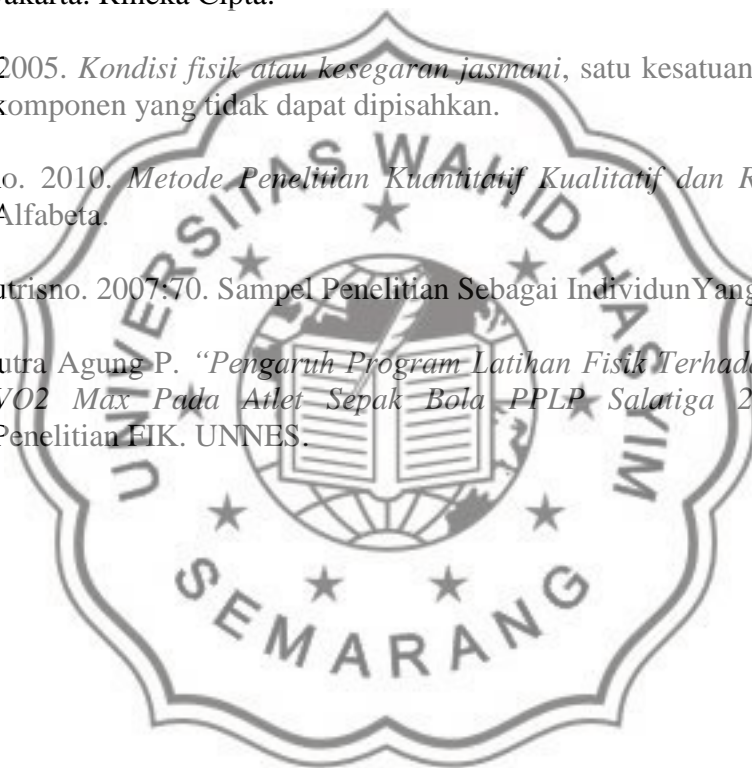 akarta: Rineka Cipta.
2005. Kondisi fisik atau kesegaran jasmani, satu kesatuan
komponen yang tidak dapat dipisahkan.
o. 2010. Metode Penelitian Kuantitatif Kualitatif dan R
Alfabeta.
utrisno. 2007:70. Sampel Penelitian Sebagai IndividunYang
utra Agung P. “Pengaruh Program Latihan Fisik Terhada
VO2 Max Pada Atlet Sepak Bola PPLP Salatiga 2
Penelitian FIK. UNNES.
UNIVERSITAS WAHID HASYIM
SEMARANG